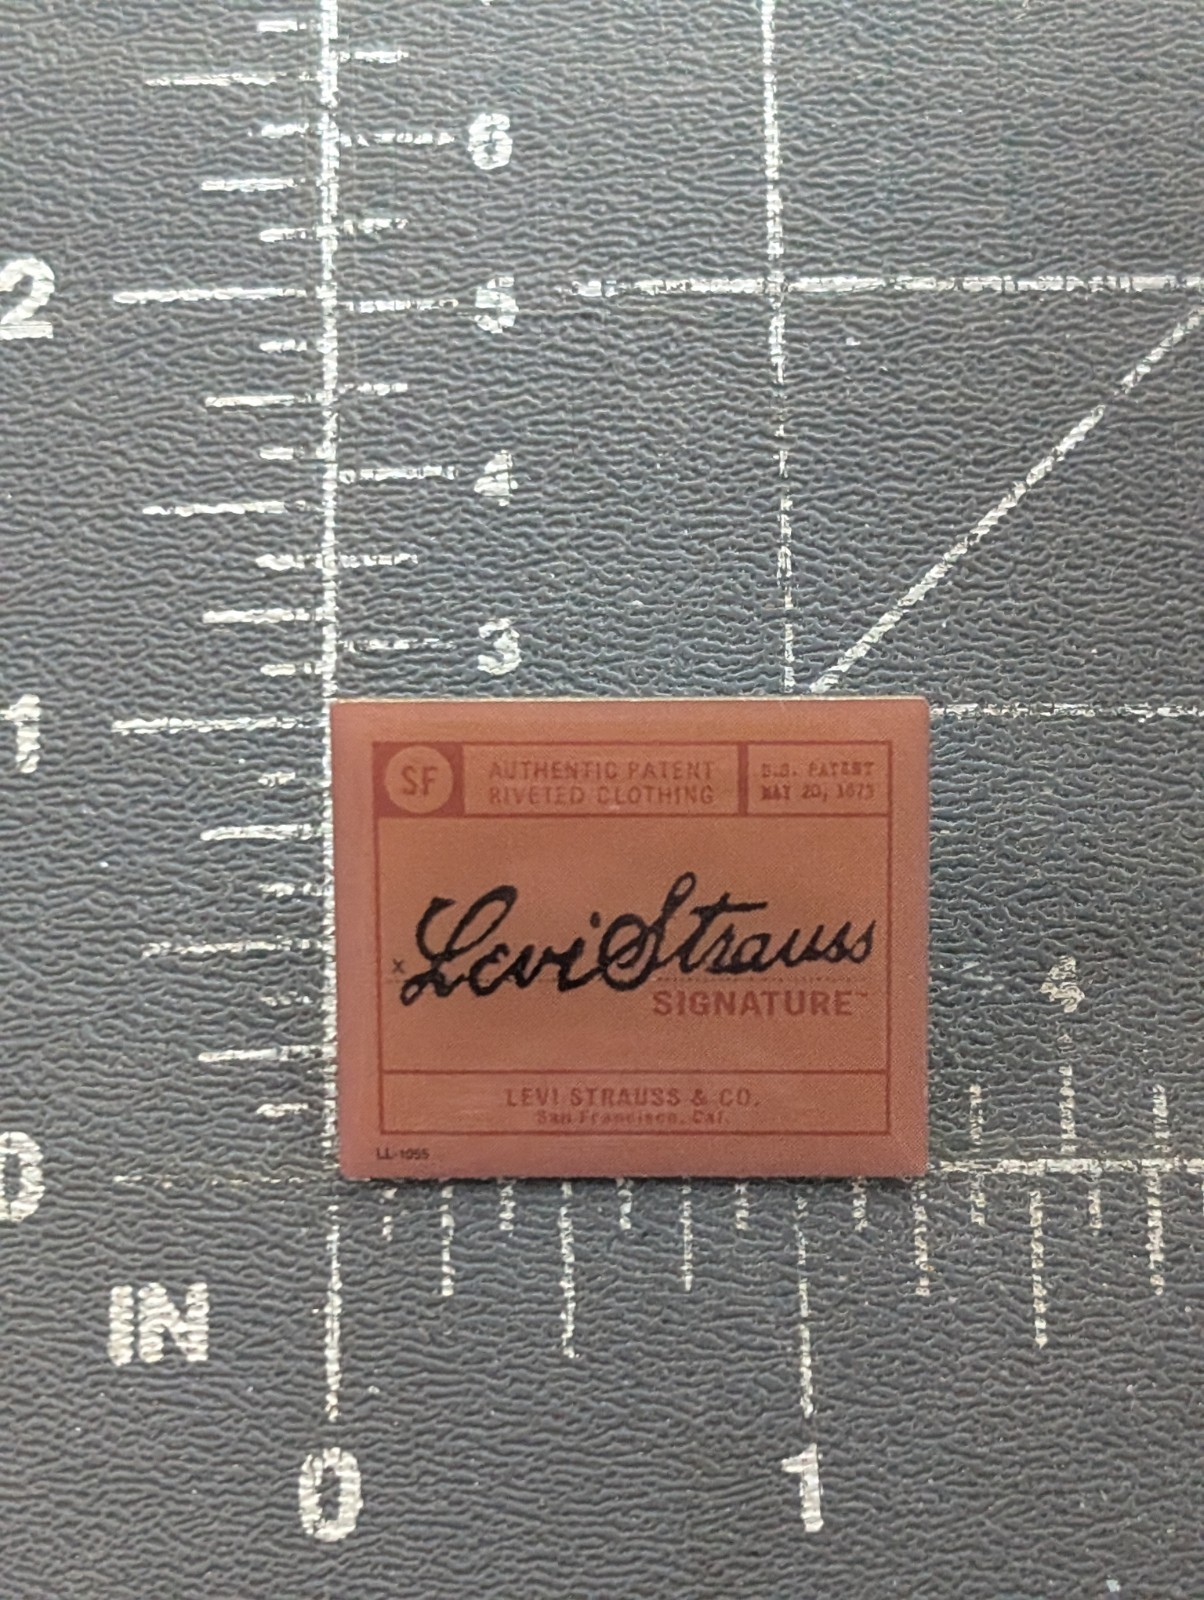 6
2
5
4
3
1
SF
AUTHENTIC PATENT
RIVETED CLOTHING
U.S. PATENT
MAY 20, 1873
x Levi Strauss
SIGNATURE™
LEVI STRAUSS & CO.
San Francisco, Cal.
LL-1055
0
IN
0
1